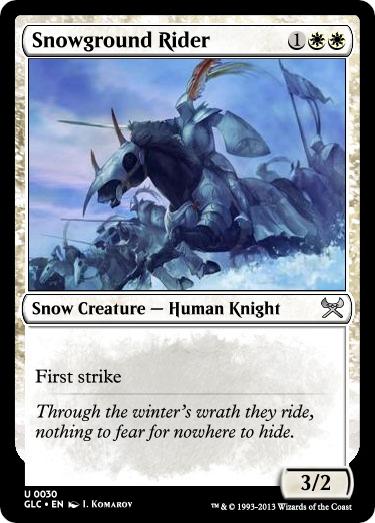 Snowground Rider 1
Snow Creature — Human Knight
First strike
Through the winter's wrath they ride,
nothing to fear for nowhere to hide.
3/2
U 0030
GLC • EN I. Komarov
™ & © 1993-2013 Wizards of the Coast